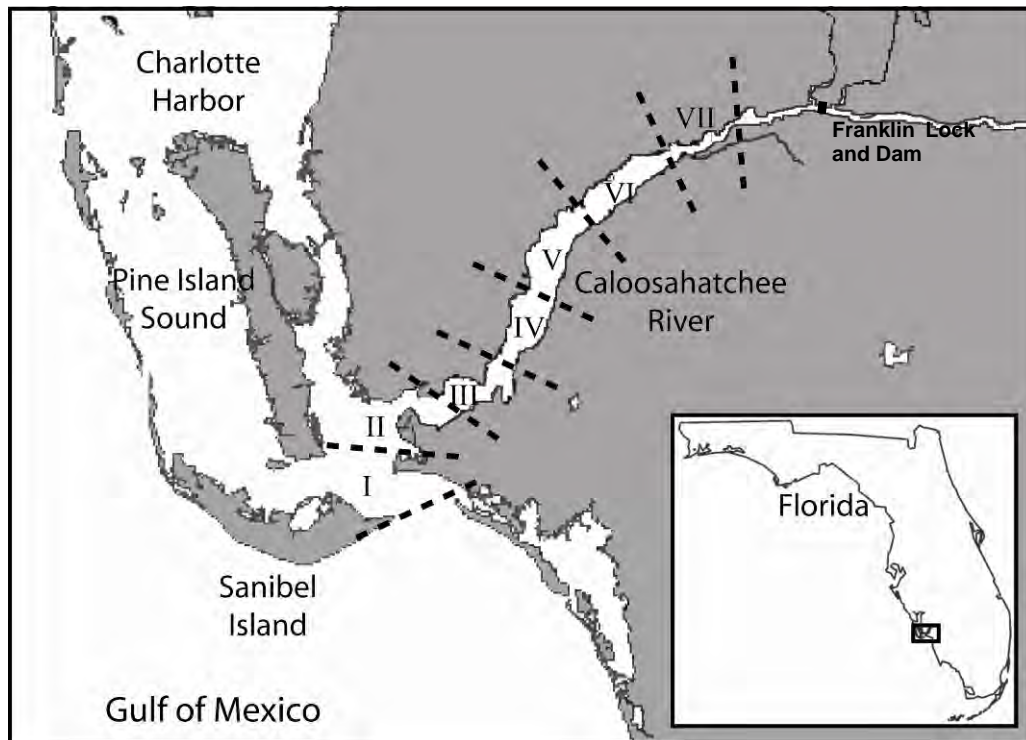 Charlotte
Harbor
VII
Franklin Lock
and Dam
VI
Pine Island
Sound
V
Caloosahatchee
River
IV
III
II
I
Florida
Sanibel
Island
Gulf of Mexico